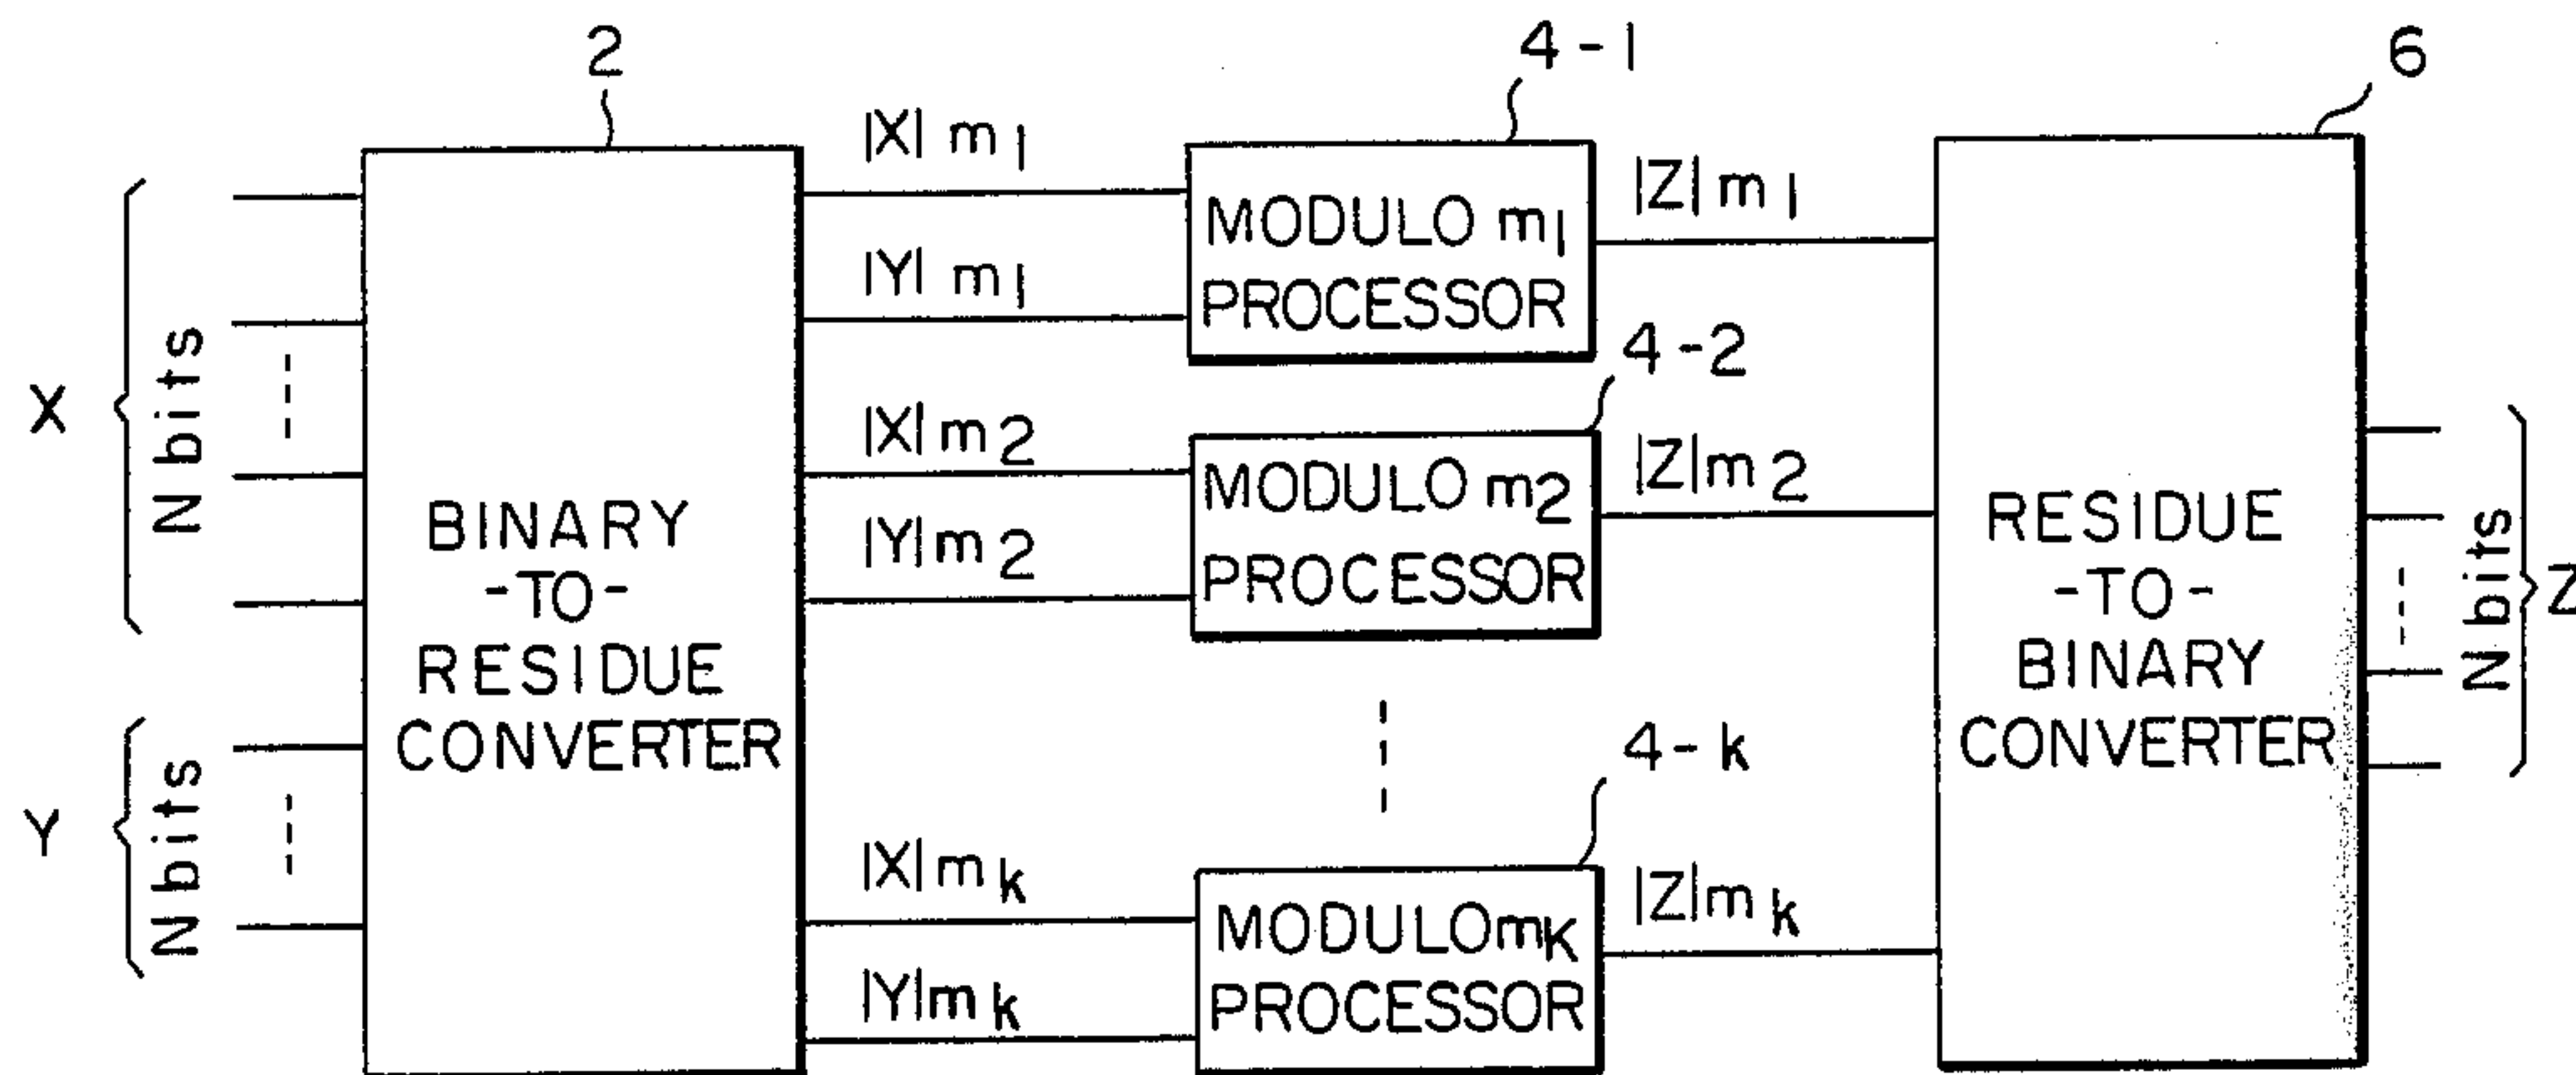 2
4-1
6
|X| m1
|Y| m1
MODULO m1
PROCESSOR
|Z| m1
4-2
X
N bits
|X| m2
|Y| m2
MODULO m2
PROCESSOR
|Z| m2
BINARY
-TO-
RESIDUE
CONVERTER
RESIDUE
-TO-
BINARY
CONVERTER
N bits
Z
Y
N bits
4-k
|X| mk
|Y| mk
MODULO mK
PROCESSOR
|Z| mk